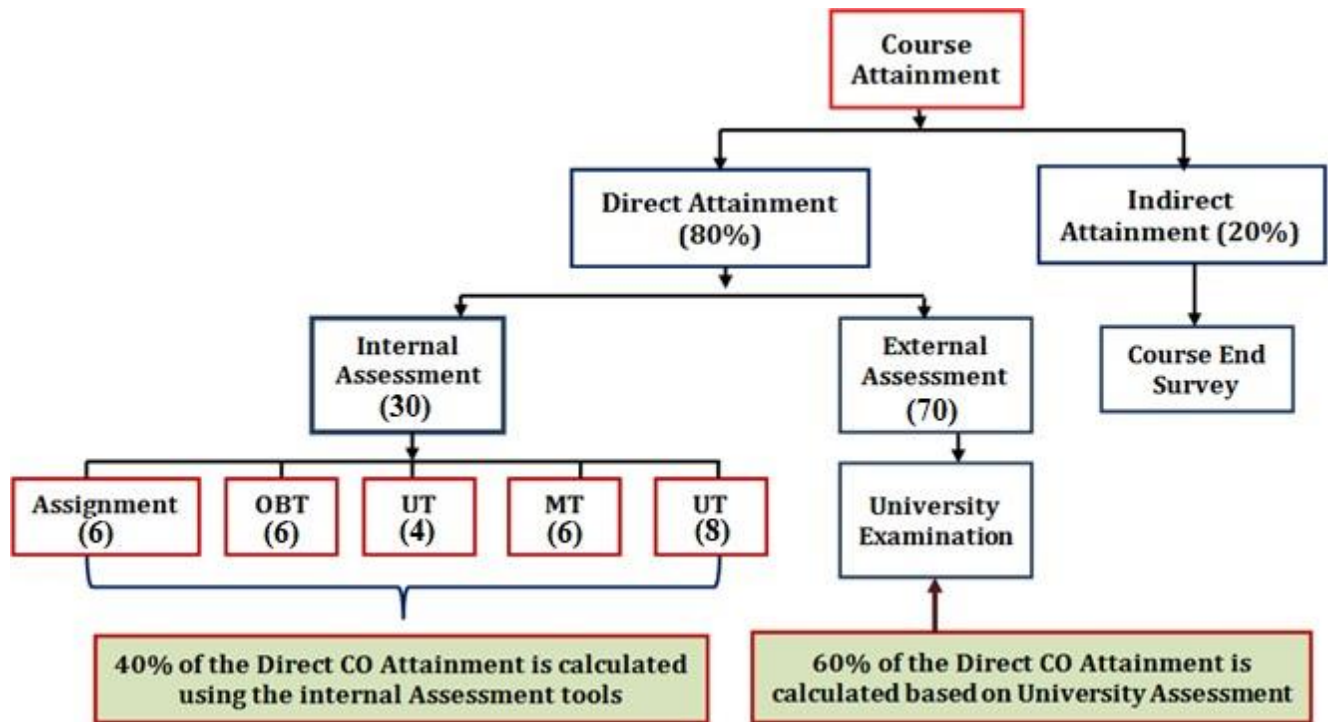 Course
Attainment
Direct Attainment
(80%)
Indirect
Attainment (20%)
Internal
Assessment
(30)
External
Assessment
(70)
Course End
Survey
Assignment
(6)
OBT
(6)
UT
(4)
MT
(6)
UT
(8)
University
Examination
40% of the Direct CO Attainment is calculated
using the internal Assessment tools
60% of the Direct CO Attainment is
calculated based on University Assessment